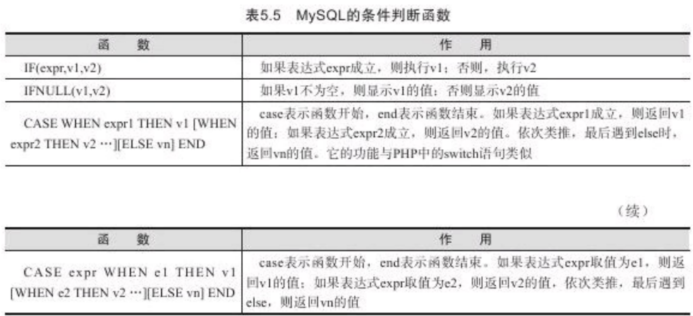 表5.5 MySQL的条件判断函数
函 数 作 用
IF(expr,v1,v2) 如果表达式expr成立，则执行v1；否则，执行v2
IFNULL(v1,v2) 如果v1不为空，则显示v1的值；否则显示v2的值
CASE WHEN expr1 THEN v1 [WHEN
expr2 THEN v2 …][ELSE vn] END
case表示函数开始，end表示函数结束。如果表达式expr1成立，则返回v1
的值；如果表达式expr2成立，则返回v2的值。依次类推，最后遇到else时，
返回vn的值。它的功能与PHP中的switch语句类似
（续）
函 数 作 用
CASE expr WHEN e1 THEN v1
[WHEN e2 THEN v2 …][ELSE vn] END
case表示函数开始，end表示函数结束。如果表达式expr取值为e1，则返
回v1的值；如果表达式expr取值为e2，则返回v2的值，依次类推，最后遇到
else，则返回vn的值